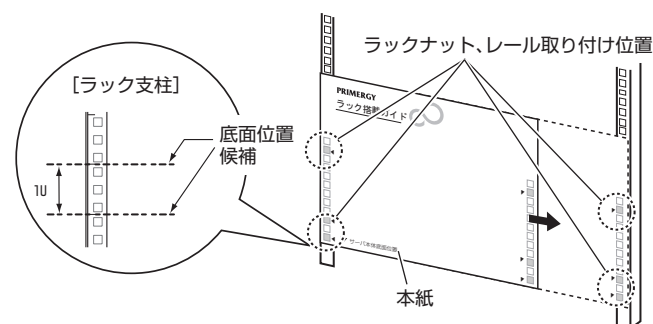 ラックナット、レール取り付け位置
[ラック支柱]
底面位置
候補
1U
PRIMERGY
ラック搭載ガイド
サーバ本体底面位置
本紙